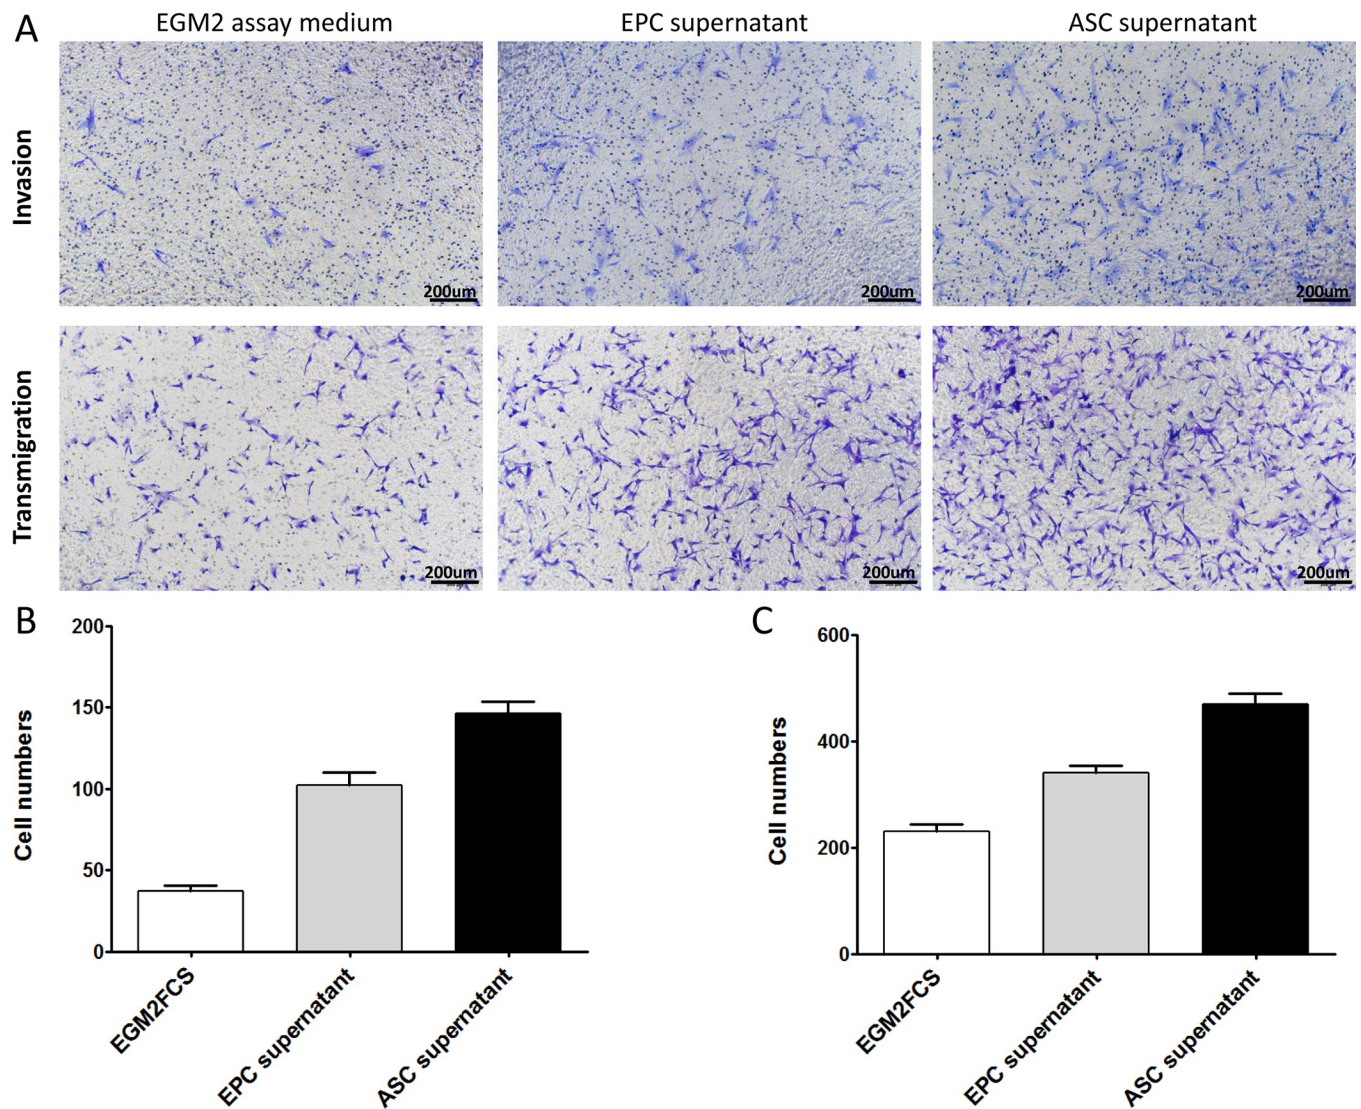 A
EGM2 assay medium
EPC supernatant
ASC supernatant
Invasion
200um
200um
200um
Transmigration
200um
200um
200um
B
200
150
100
50
0
Cell numbers
EGM2FCS
EPC supernatant
ASC supernatant
C
600
400
200
0
Cell numbers
EGM2FCS
EPC supernatant
ASC supernatant